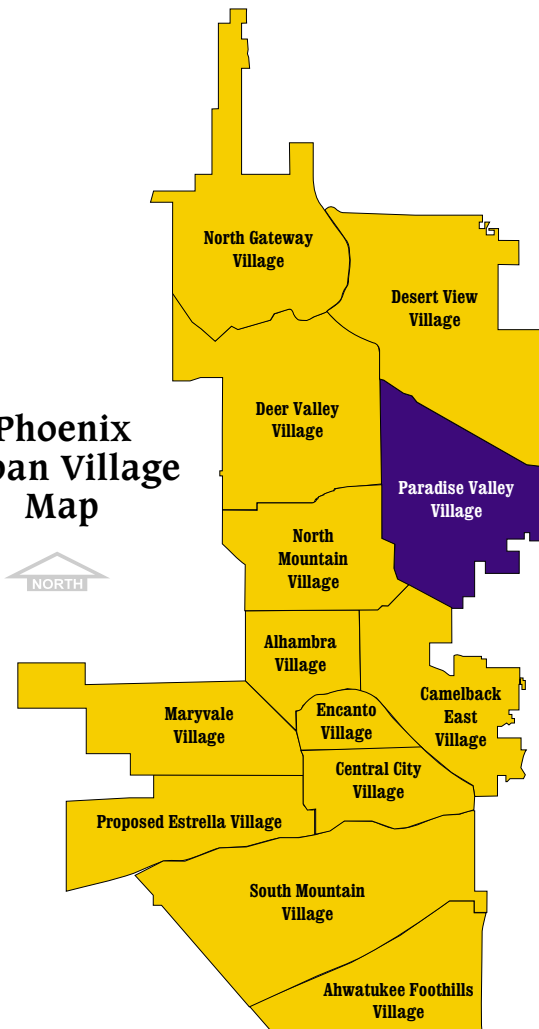 North Gateway
Village
Desert View
Village
Deer Valley
Village
Phoenix
Village
Map
Paradise Valley
Village
North
Mountain
Village
NORTH
Alhambra
Village
Camelback
East
Village
Maryvale
Village
Encanto
Village
Central City
Village
Proposed Estrella Village
South Mountain
Village
Ahwatukee Foothills
Village